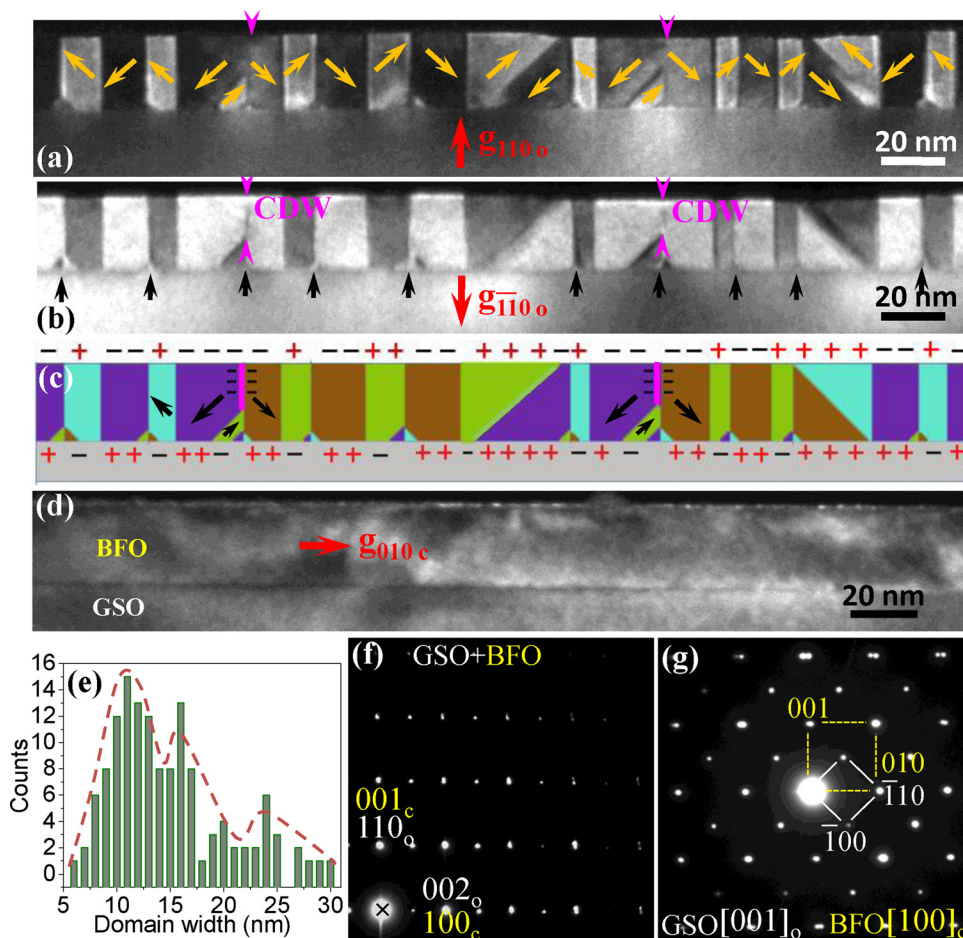 (a)
g110 o
20 nm
(b)
CDW
CDW
g1̅10 o
20 nm
− + − − − + − − − + − − + + − − + + + + + − − − − − + − − + + + + + − − + −
(c)
+ + − + + − + + − + + − − + + − + + + + + + − + + − + + − + + + + + + − +
(d)
BFO
g010 c
GSO
20 nm
(e)
16
14
12
10
8
6
4
2
0
Counts
5 10 15 20 25 30
Domain width (nm)
(f)
GSO+BFO
001c
110o
002o
100c
(g)
001
010
1̅10
1̅00
GSO[001]o BFO[100]c